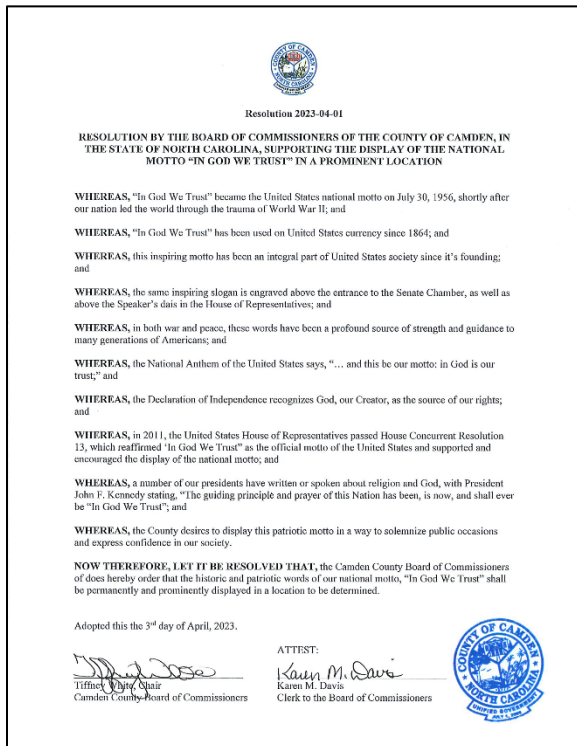 COUNTY OF CAMDEN
NORTH CAROLINA
Resolution 2023-04-01
RESOLUTION BY THE BOARD OF COMMISSIONERS OF THE COUNTY OF CAMDEN, IN
THE STATE OF NORTH CAROLINA, SUPPORTING THE DISPLAY OF THE NATIONAL
MOTTO “IN GOD WE TRUST” IN A PROMINENT LOCATION
WHEREAS, “In God We Trust” became the United States national motto on July 30, 1956, shortly after
our nation led the world through the trauma of World War II; and
WHEREAS, “In God We Trust” has been used on United States currency since 1864; and
WHEREAS, this inspiring motto has been an integral part of United States society since it’s founding;
and
WHEREAS, the same inspiring slogan is engraved above the entrance to the Senate Chamber, as well as
above the Speaker’s dais in the House of Representatives; and
WHEREAS, in both war and peace, these words have been a profound source of strength and guidance to
many generations of Americans; and
WHEREAS, the National Anthem of the United States says, “… and this be our motto: in God is our
trust;” and
WHEREAS, the Declaration of Independence recognizes God, our Creator, as the source of our rights;
and
WHEREAS, in 2011, the United States House of Representatives passed House Concurrent Resolution
13, which reaffirmed ‘In God We Trust” as the official motto of the United States and supported and
encouraged the display of the national motto; and
WHEREAS, a number of our presidents have written or spoken about religion and God, with President
John F. Kennedy stating, “The guiding principle and prayer of this Nation has been, is now, and shall ever
be “In God We Trust”; and
WHEREAS, the County desires to display this patriotic motto in a way to solemnize public occasions
and express confidence in our society.
NOW THEREFORE, LET IT BE RESOLVED THAT, the Camden County Board of Commissioners
of does hereby order that the historic and patriotic words of our national motto, “In God We Trust” shall
be permanently and prominently displayed in a location to be determined.
Adopted this the 3rd day of April, 2023.
Tiffney White, Chair
Camden County Board of Commissioners
ATTEST:
Karen M. Davis
Karen M. Davis
Clerk to the Board of Commissioners
COUNTY OF CAMDEN
NORTH CAROLINA
UNIFIED GOVERNMENT